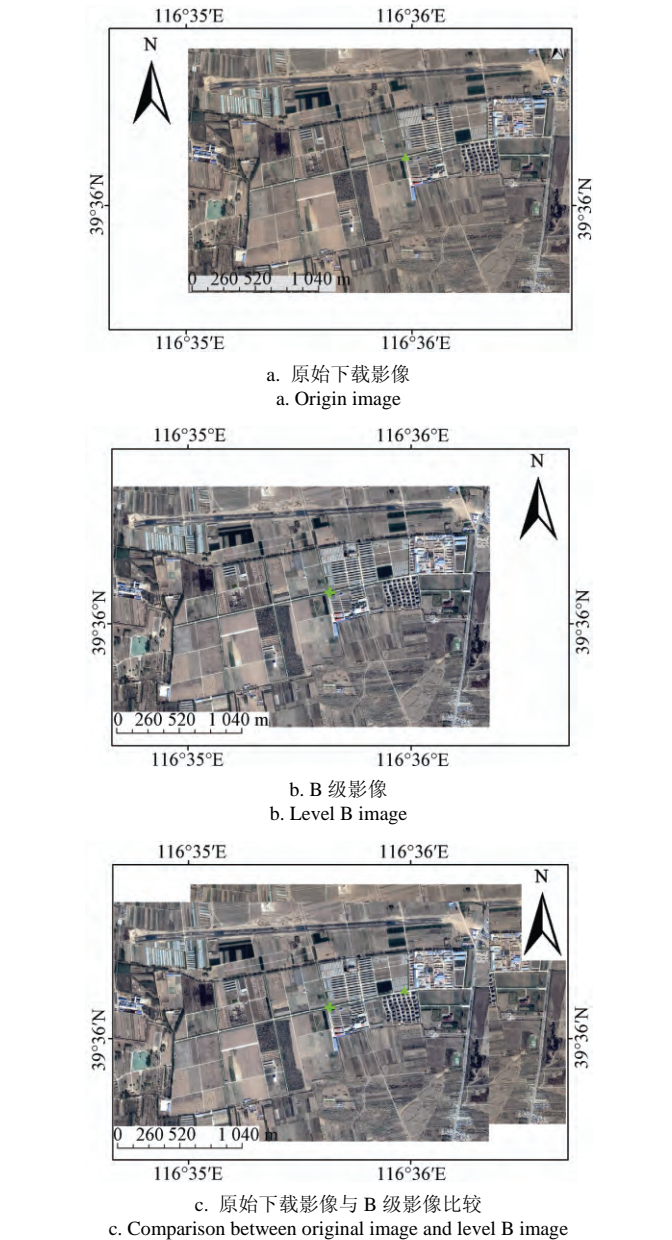 116°35′E 116°36′E
N
39°36′N 39°36′N
0 260 520 1 040 m
116°35′E 116°36′E
a. 原始下载影像
a. Origin image
116°35°E 116°36°E
N
39°36°N 39°36°N
0 260 520 1 040 m
116°35°E 116°36°E
b. B 级影像
b. Level B image
116°35′E 116°36′E
N
39°36′N 39°36′N
0 260 520 1 040 m
116°35′E 116°36′E
c. 原始下载影像与 B 级影像比较
c. Comparison between original image and level B image